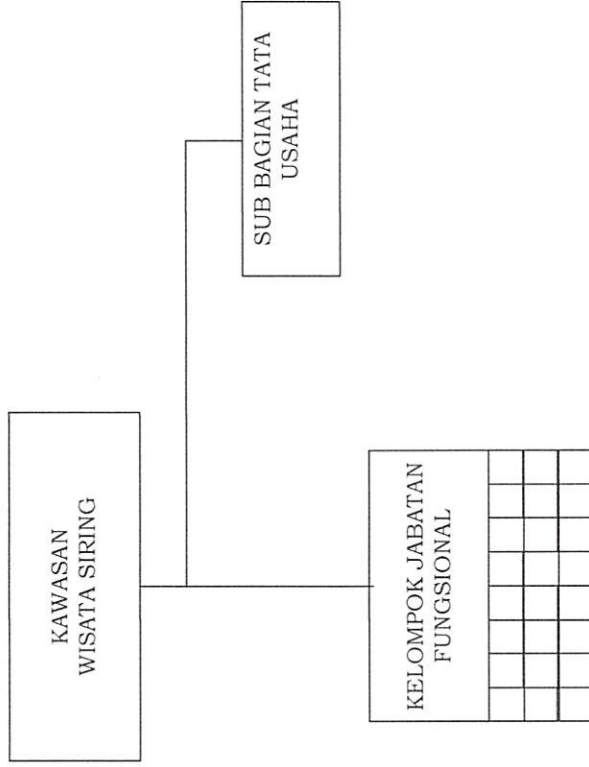 KAWASAN
WISATA SIRING
SUB BAGIAN TATA
USAHA
KELOMPOK JABATAN
FUNGSIONAL